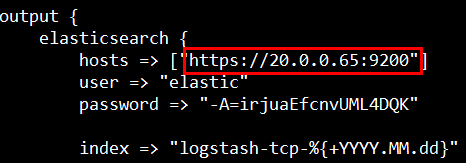 output {
elasticsearch {
hosts => ["https://20.0.0.65:9200"]
user => "elastic"
password => "-A=irjuaEfcnvUML4DQK"
index => "logstash-tcp-%{+YYYY.MM.dd}"